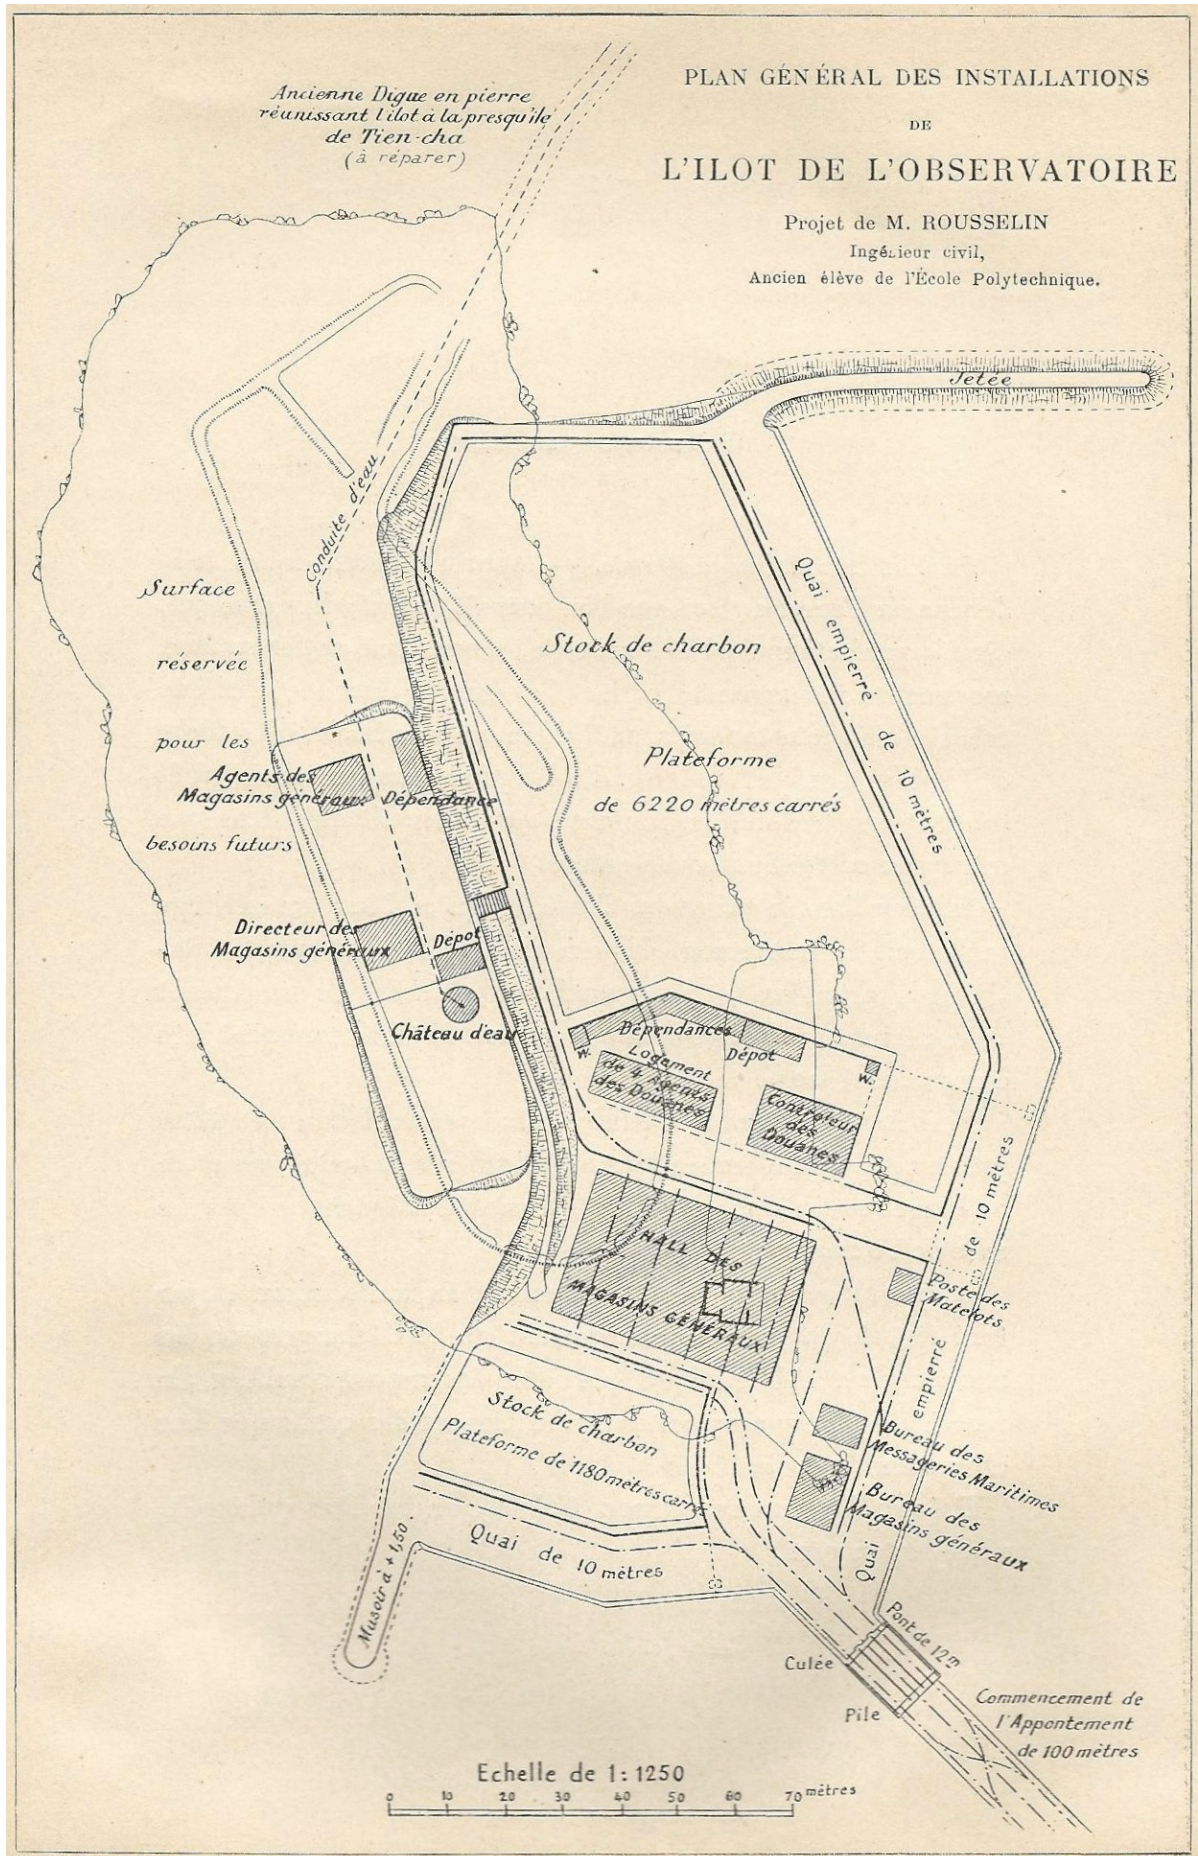 PLAN GÉNÉRAL DES INSTALLATIONS
DE
L'ILOT DE L'OBSERVATOIRE
Projet de M. ROUSSELIN
Ingénieur civil,
Ancien élève de l'École Polytechnique.
Ancienne Digue en pierre
réunissant l'ilot à la presqu'ile
de Tien-cha
(à réparer)
Jetée
Conduite d'eau
Quai empierré de 10 mètres
Surface
réservée
pour les
besoins futurs
Stock de charbon
Plateforme
de 6220 mètres carrés
Agents des
Magasins généraux
Dépendance
Directeur des
Magasins généraux
Dépot
Château d'eau
Dépendances
Dépôt
W.
W.
Logement
de 4 Agents
des Douanes
Contrôleur
des
Douanes
HALL DES
MAGASINS GÉNÉRAUX
Poste des
Matelots
Quai empierré de 10 mètres
Stock de charbon
Plateforme de 1180 mètres carrés
Bureau des
Messageries Maritimes
Bureau des
Magasins généraux
Quai de 10 mètres
Musoir à + 1,50.
Pont de 12m
Culée
Pile
Commencement de
l'Appontement
de 100 mètres
Echelle de 1:1250
0 10 20 30 40 50 60 70 mètres